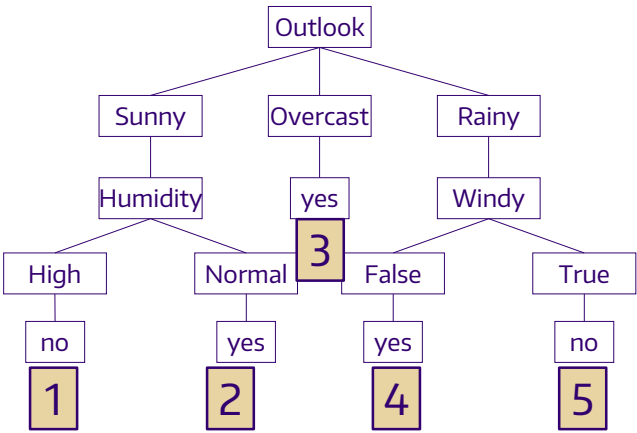 Outlook
Sunny Overcast Rainy
Humidity yes Windy
3
High Normal False True
no yes yes no
1 2 4 5